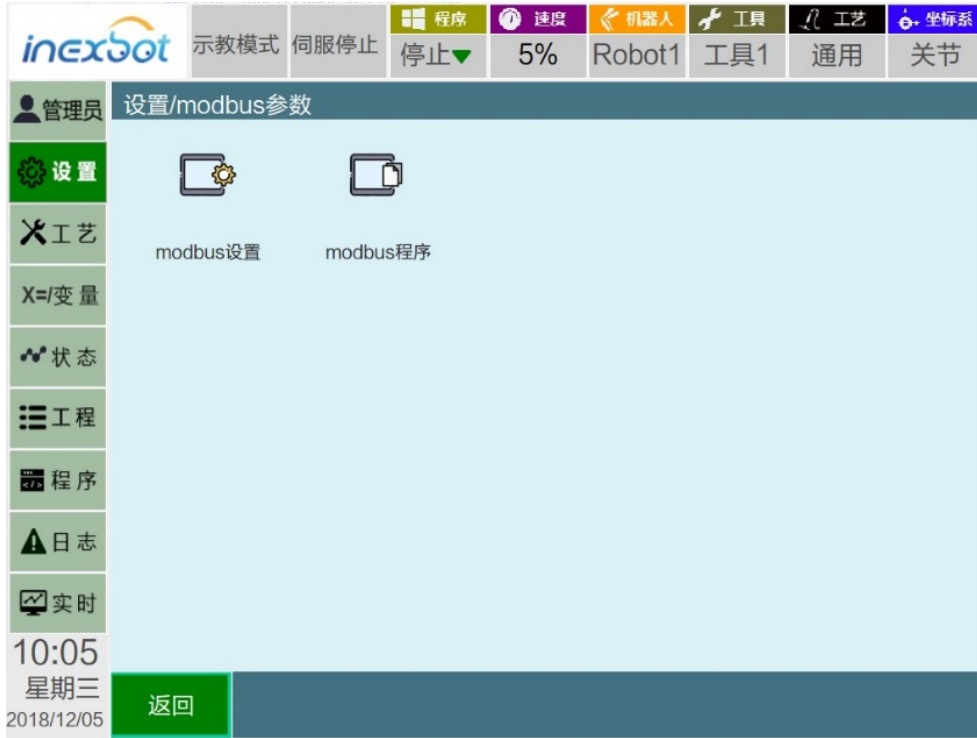 inexbot
示教模式
伺服停止
程序
停止
速度
5%
机器人
Robot1
工具
工具1
工艺
通用
坐标系
关节
管理员
设置/modbus参数
设置
工艺
X=/变量
状态
工程
程序
日志
实时
modbus设置
modbus程序
10:05
星期三
2018/12/05
返回